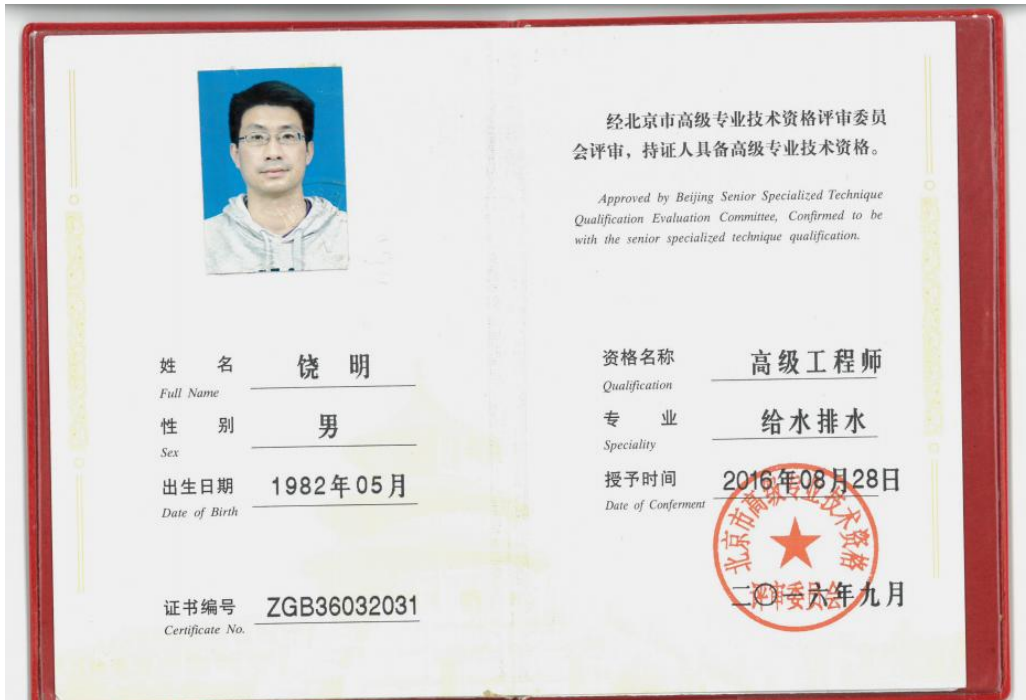 经北京市高级专业技术资格评审委员
会评审，持证人具备高级专业技术资格。
Approved by Beijing Senior Specialized Technique
Qualification Evaluation Committee, Confirmed to be
with the senior specialized technique qualification.
姓 名 饶 明
Full Name
性 别 男
Sex
出生日期 1982年05月
Date of Birth
证书编号 ZGB36032031
Certificate No.
资格名称 高级工程师
Qualification
专 业 给水排水
Speciality
授予时间 2016年08月28日
Date of Conferment
北京市高级专业技术资格
评审委员会
二〇一六年九月